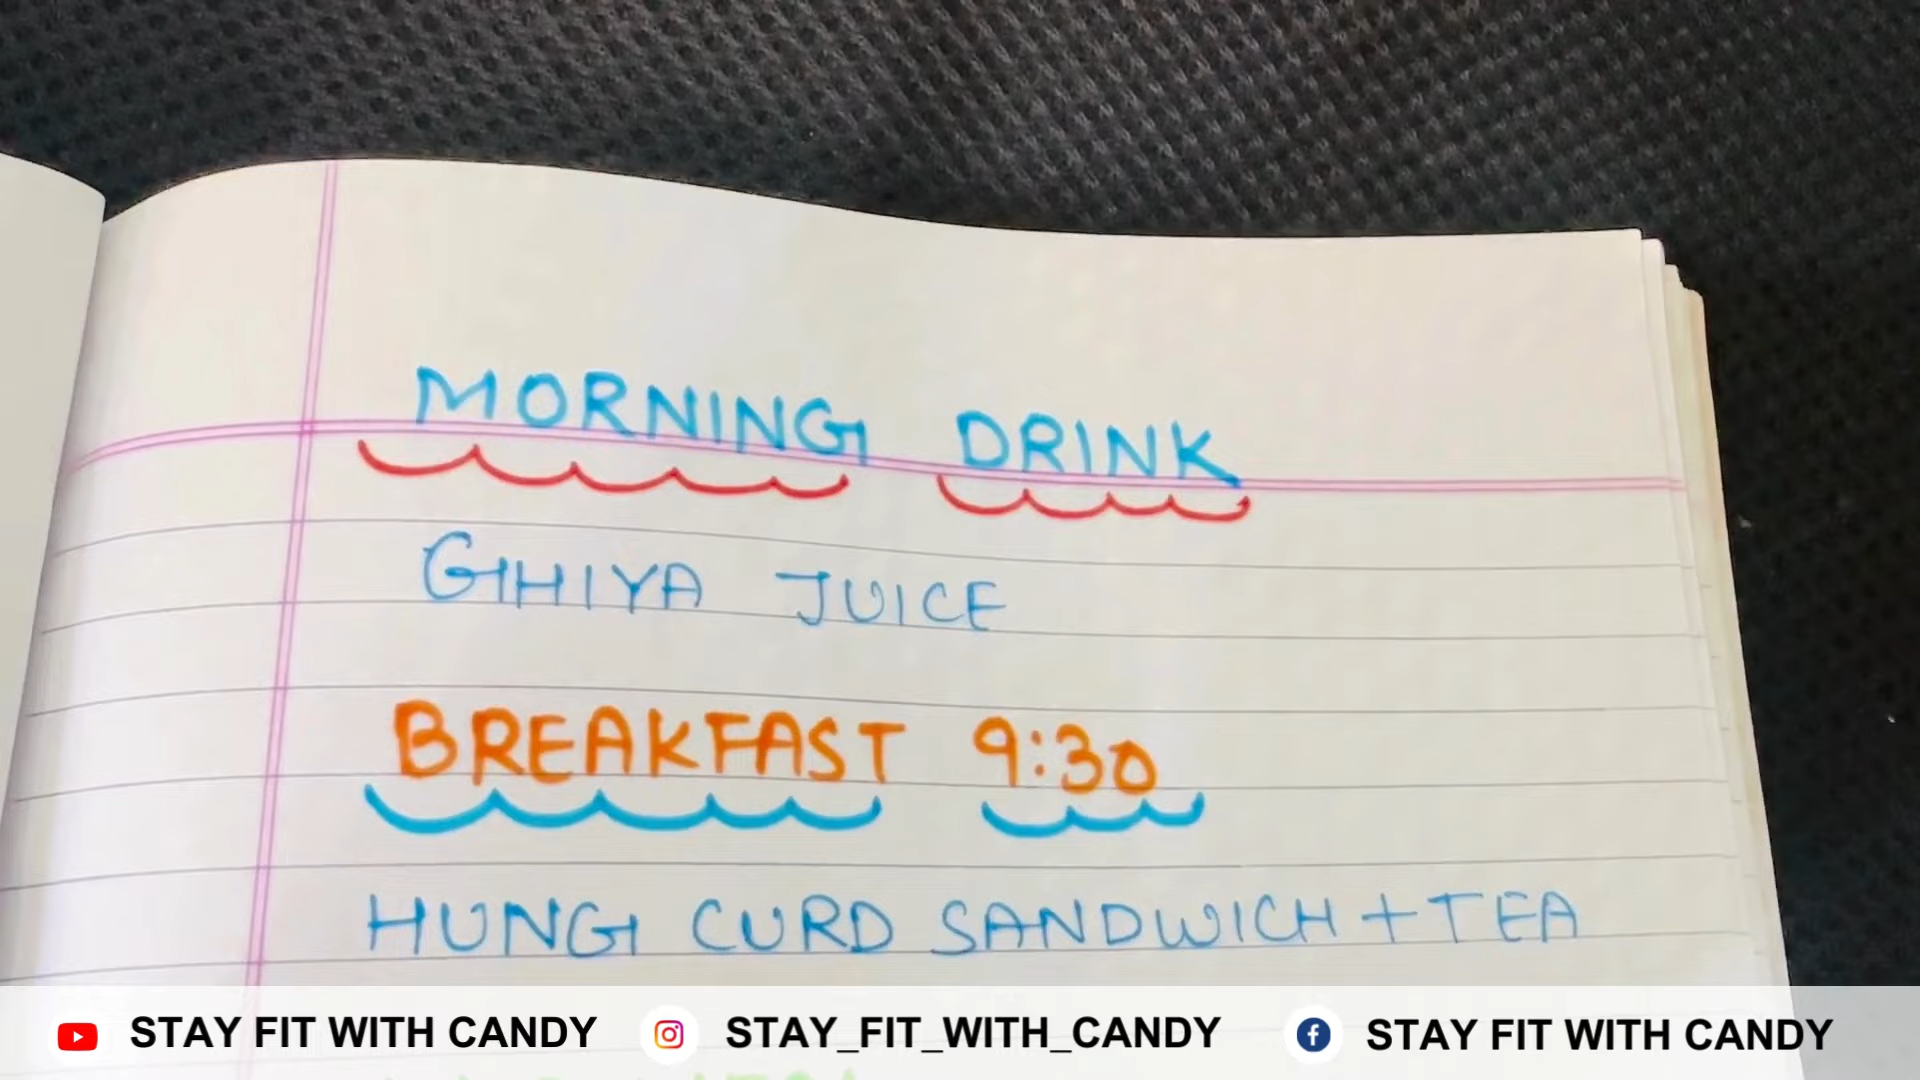 MORNING DRINK
GHIYA JUICE
BREAKFAST 9:30
HUNG CURD SANDWICH + TEA
STAY FIT WITH CANDY STAY_FIT_WITH_CANDY STAY FIT WITH CANDY